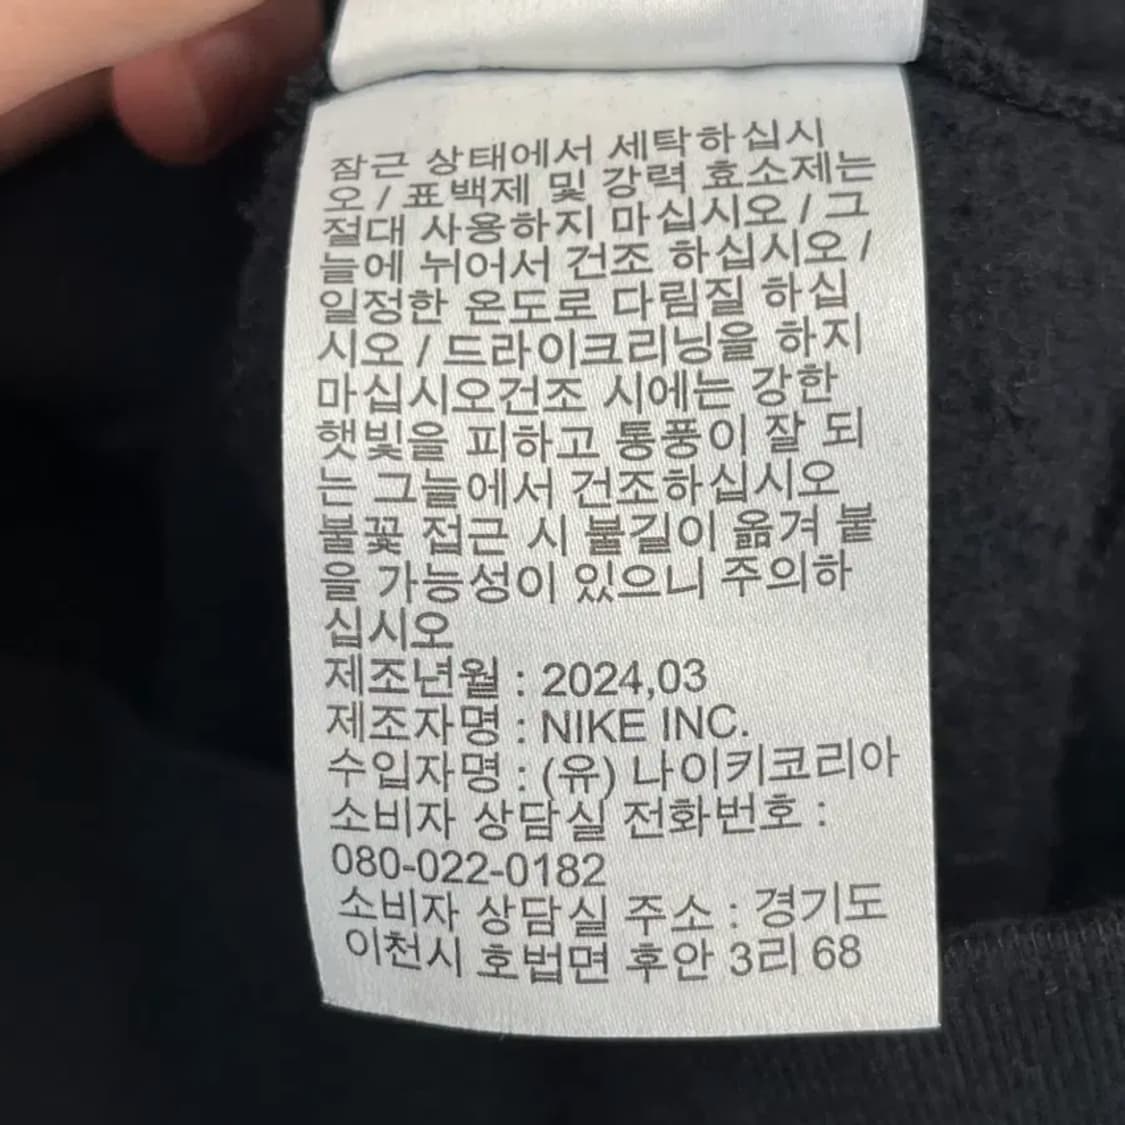 잠근 상태에서 세탁하십시
오 / 표백제 및 강력 효소제는
절대 사용하지 마십시오 / 그
늘에 뉘어서 건조 하십시오 /
일정한 온도로 다림질 하십
시오 / 드라이크리닝을 하지
마십시오건조 시에는 강한
햇빛을 피하고 통풍이 잘 되
는 그늘에서 건조하십시오
불꽃 접근 시 불길이 옮겨 붙
을 가능성이 있으니 주의하
십시오
제조년월 : 2024,03
제조자명 : NIKE INC.
수입자명 : (유) 나이키코리아
소비자 상담실 전화번호 :
080-022-0182
소비자 상담실 주소 : 경기도
이천시 호법면 후안 3리 68